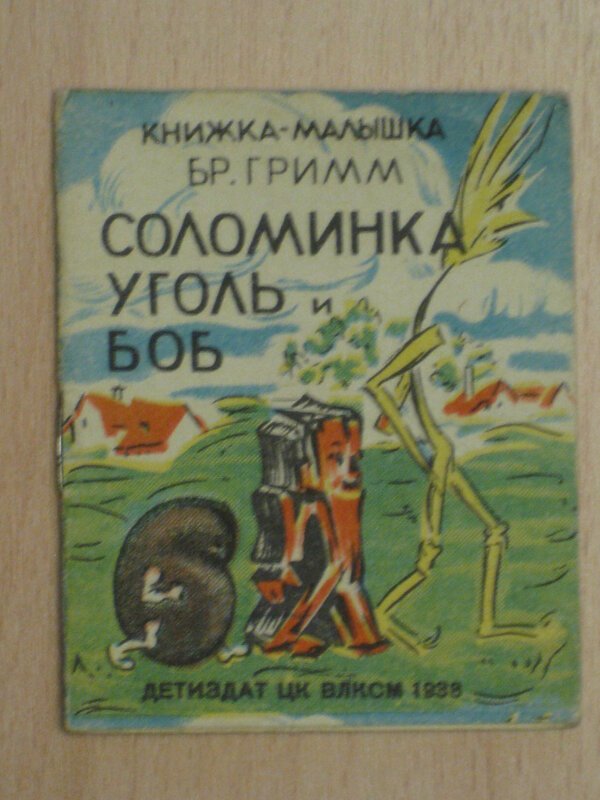 КНИЖКА-МАЛЫШКА
БР. ГРИММ
СОЛОМИНКА
УГОЛЬ и
БОБ
ДЕТИЗДАТ ЦК ВЛКСМ 1938